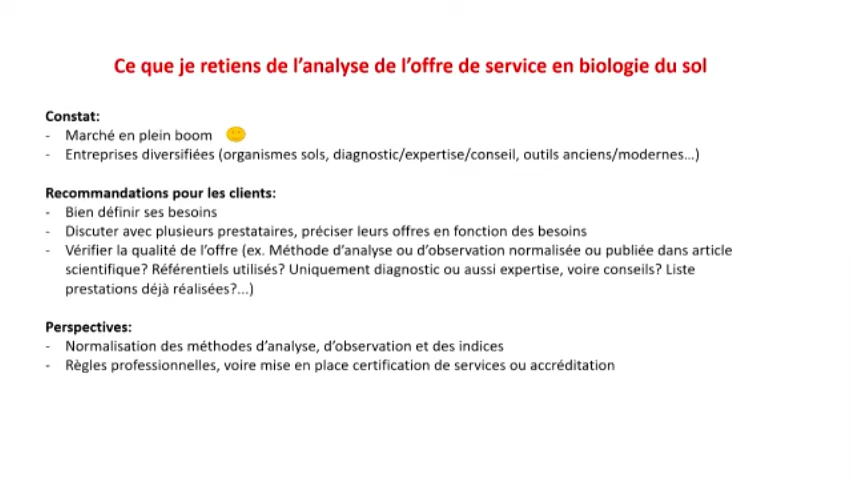 Ce que je retiens de l'analyse de l'offre de service en biologie du sol
Constat:
- Marché en plein boom
- Entreprises diversifiées (organismes sols, diagnostic/expertise/conseil, outils anciens/modernes…)
Recommandations pour les clients:
- Bien définir ses besoins
- Discuter avec plusieurs prestataires, préciser leurs offres en fonction des besoins
- Vérifier la qualité de l'offre (ex. Méthode d'analyse ou d'observation normalisée ou publiée dans article
scientifique? Référentiels utilisés? Uniquement diagnostic ou aussi expertise, voire conseils? Liste
prestations déjà réalisées?...)
Perspectives:
- Normalisation des méthodes d'analyse, d'observation et des indices
- Règles professionnelles, voire mise en place certification de services ou accréditation